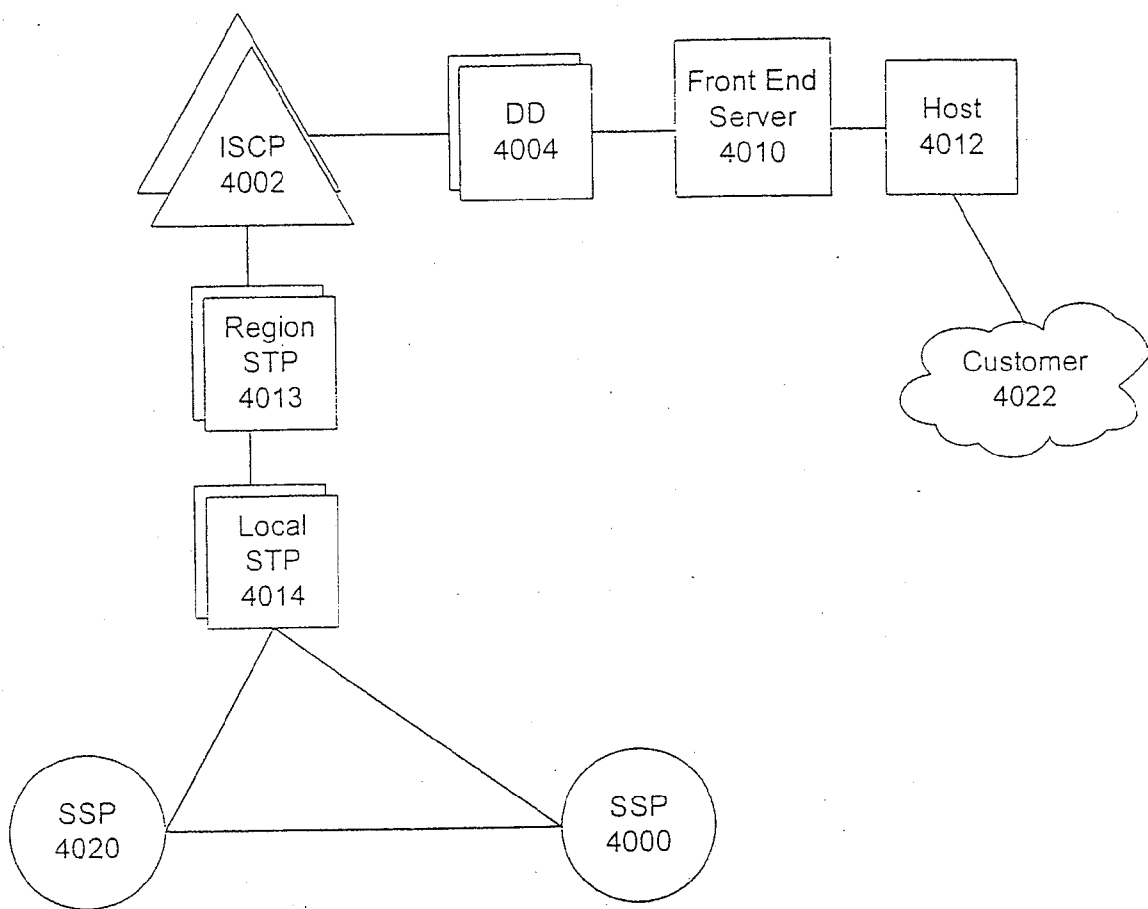 ISCP
4002
DD
4004
Front End
Server
4010
Host
4012
Region
STP
4013
Customer
4022
Local
STP
4014
SSP
4020
SSP
4000